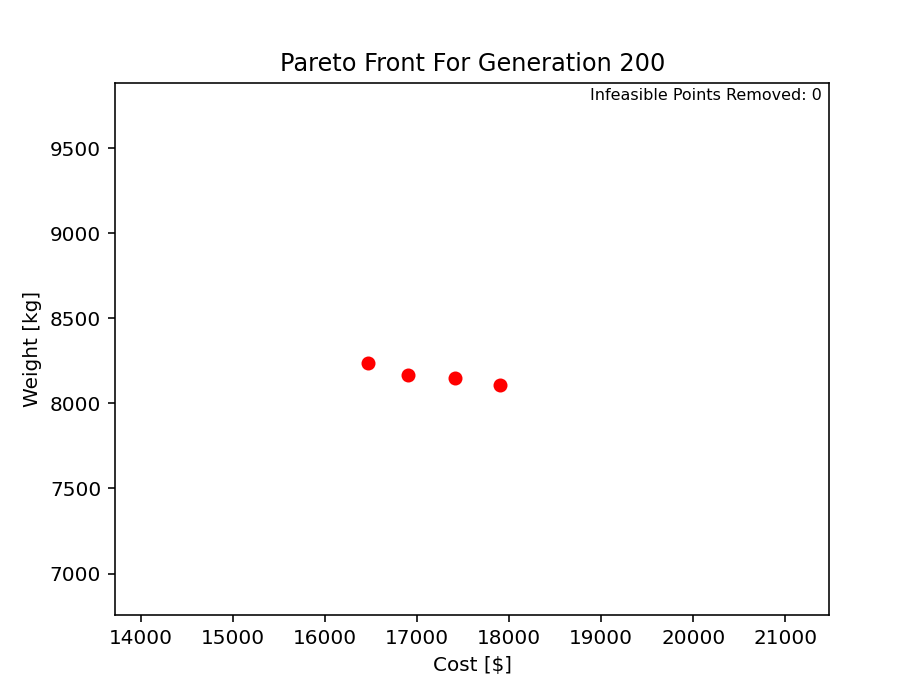 Pareto Front For Generation 200
Infeasible Points Removed: 0
9500
9000
8500
8000
7500
7000
Weight [kg]
14000 15000 16000 17000 18000 19000 20000 21000
Cost [$]